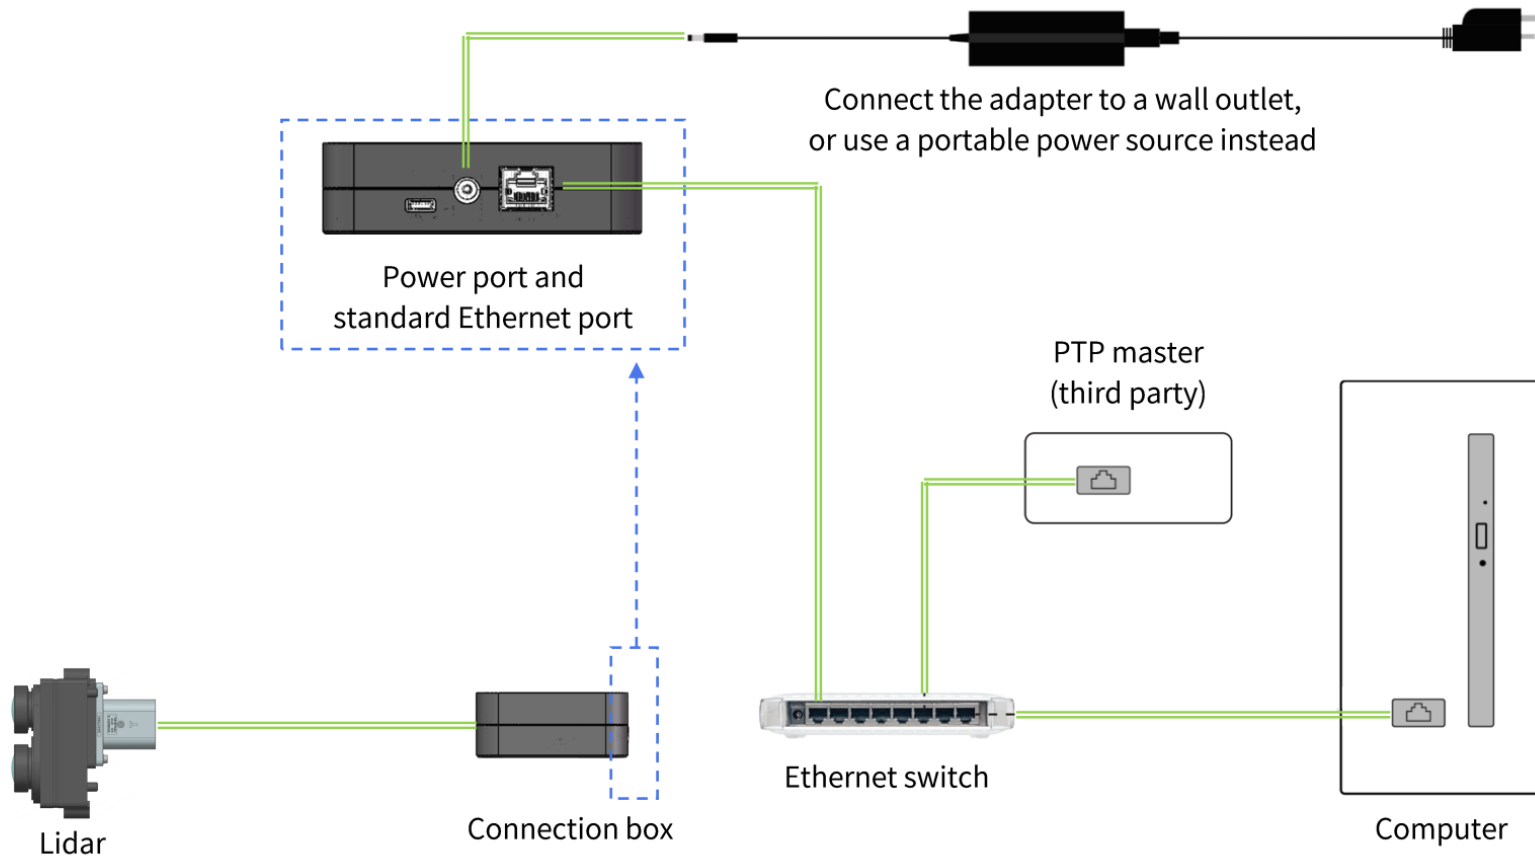 Connect the adapter to a wall outlet,
or use a portable power source instead
Power port and
standard Ethernet port
PTP master
(third party)
Ethernet switch
Connection box
Lidar
Computer